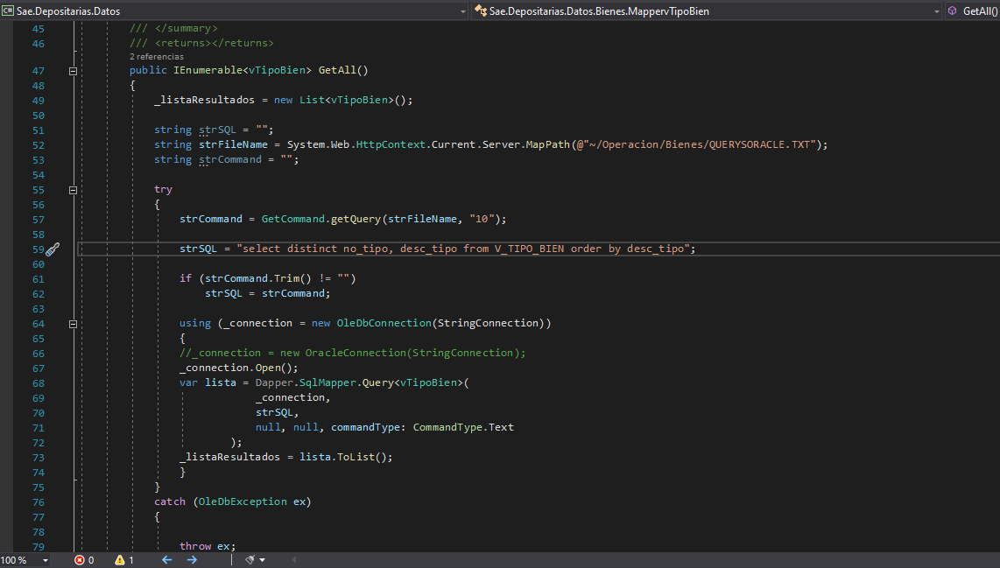 C# Sae.Depositarias.Datos Sae.Depositarias.Datos.Bienes.MappervTipoBien GetAll()
45 /// </summary>
46 /// <returns></returns>
2 referencias
47 public IEnumerable<vTipoBien> GetAll()
48 {
49 _listaResultados = new List<vTipoBien>();
50
51 string strSQL = "";
52 string strFileName = System.Web.HttpContext.Current.Server.MapPath(@"~/Operacion/Bienes/QUERYSORACLE.TXT");
53 string strCommand = "";
54
55 try
56 {
57 strCommand = GetCommand.getQuery(strFileName, "10");
58
59 strSQL = "select distinct no_tipo, desc_tipo from V_TIPO_BIEN order by desc_tipo";
60
61 if (strCommand.Trim() != "")
62 strSQL = strCommand;
63
64 using (_connection = new OleDbConnection(StringConnection))
65 {
66 //_connection = new OracleConnection(StringConnection);
67 _connection.Open();
68 var lista = Dapper.SqlMapper.Query<vTipoBien>(
69 _connection,
70 strSQL,
71 null, null, commandType: CommandType.Text
72 );
73 _listaResultados = lista.ToList();
74 }
75 }
76 catch (OleDbException ex)
77 {
78
79 throw ex;
100 % 0 1